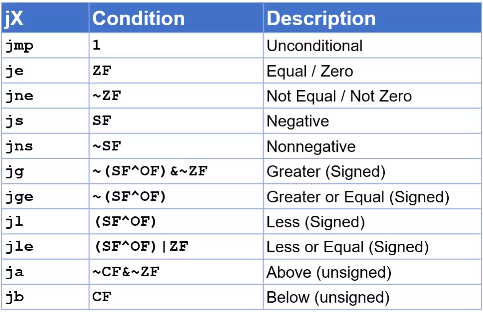 jX Condition Description
jmp 1 Unconditional
je ZF Equal / Zero
jne ~ZF Not Equal / Not Zero
js SF Negative
jns ~SF Nonnegative
jg ~(SF^OF)&~ZF Greater (Signed)
jge ~(SF^OF) Greater or Equal (Signed)
jl (SF^OF) Less (Signed)
jle (SF^OF)|ZF Less or Equal (Signed)
ja ~CF&~ZF Above (unsigned)
jb CF Below (unsigned)